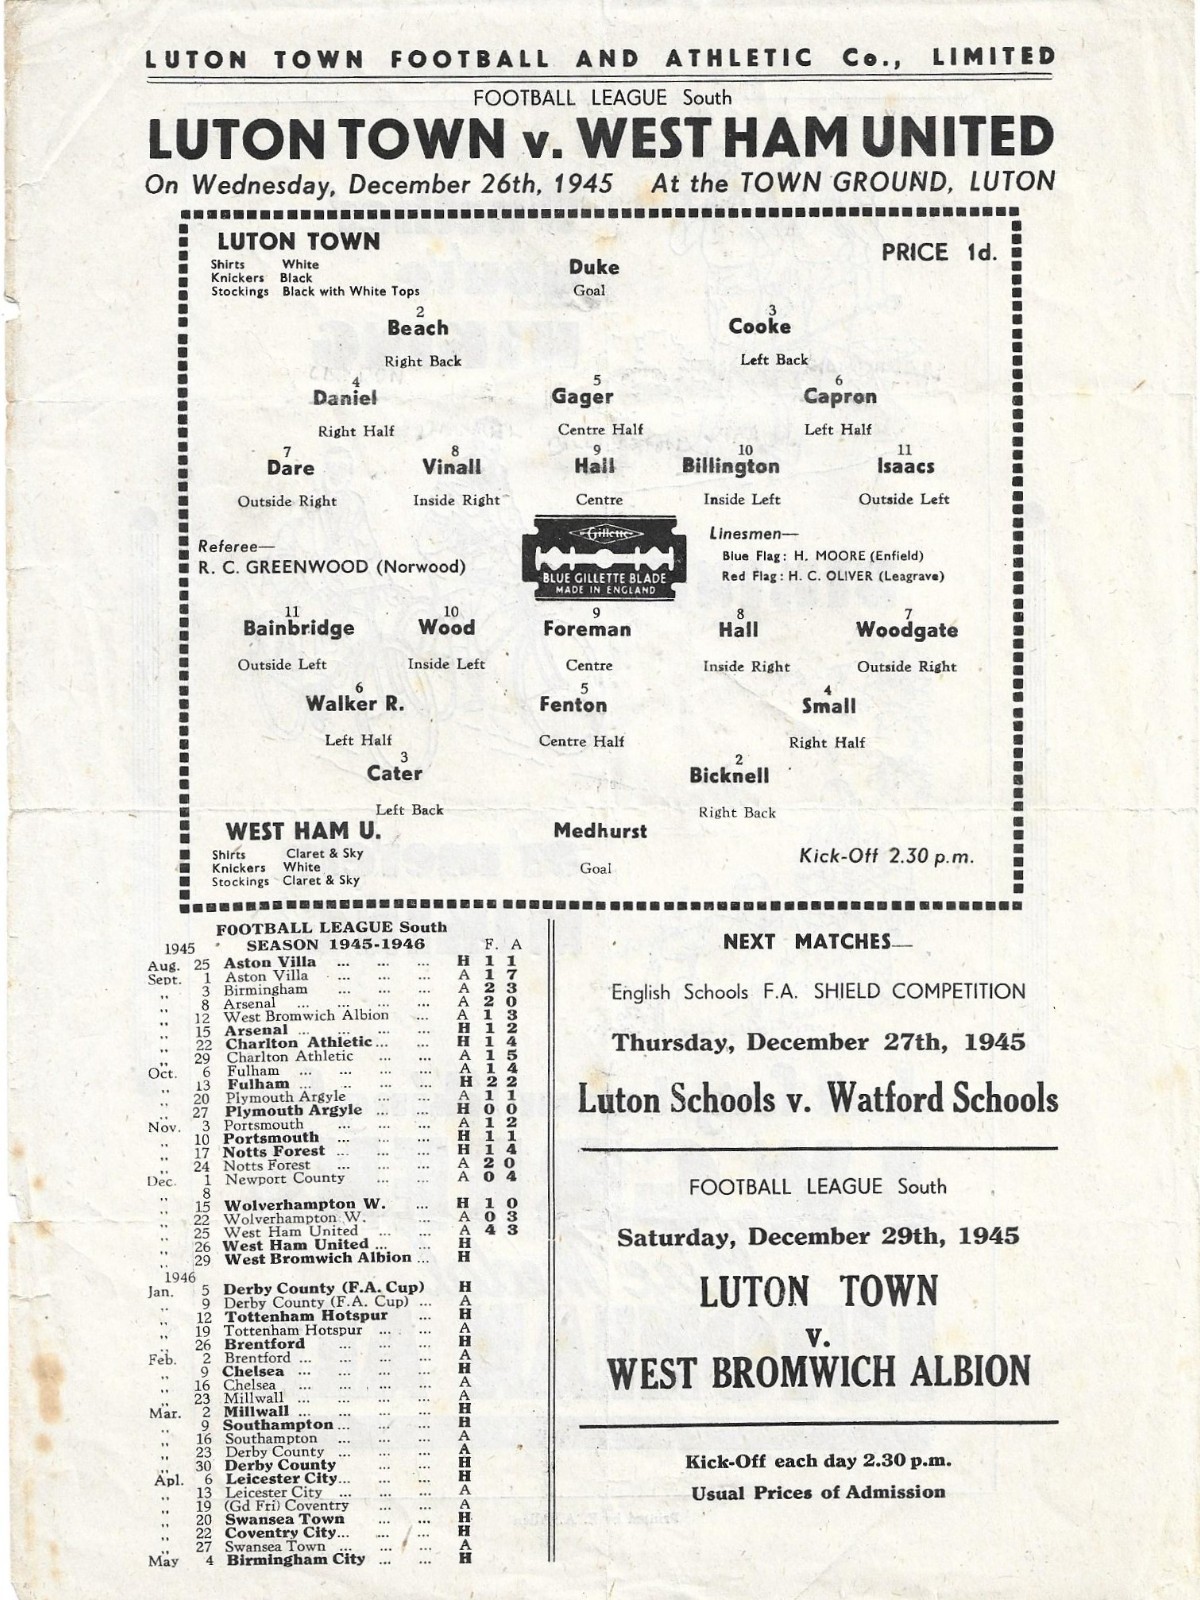 LUTON TOWN FOOTBALL AND ATHLETIC Co., LIMITED
FOOTBALL LEAGUE South
LUTON TOWN v. WEST HAM UNITED
On Wednesday, December 26th, 1945 At the TOWN GROUND, LUTON
LUTON TOWN
PRICE 1d.
Shirts White
Knickers Black
Stockings Black with White Tops
Duke
Goal
2 3
Beach Cooke
Right Back Left Back
4 5 6
Daniel Gager Capron
Right Half Centre Half Left Half
7 8 9 10 11
Dare Vinall Hall Billington Isaacs
Outside Right Inside Right Centre Inside Left Outside Left
Referee—
R. C. GREENWOOD (Norwood)
Gillette
BLUE GILLETTE BLADE
MADE IN ENGLAND
Linesmen—
Blue Flag: H. MOORE (Enfield)
Red Flag: H. C. OLIVER (Leagrave)
11 10 9 8 7
Bainbridge Wood Foreman Hall Woodgate
Outside Left Inside Left Centre Inside Right Outside Right
6 5 4
Walker R. Fenton Small
Left Half Centre Half Right Half
3 2
Cater Bicknell
Left Back Right Back
WEST HAM U.
Shirts Claret & Sky
Knickers White
Stockings Claret & Sky
Medhurst
Goal
Kick-Off 2.30 p.m.
FOOTBALL LEAGUE South
SEASON 1945-1946 F. A
1945
Aug. 25 Aston Villa ... ... ... H 1 1
Sept. 1 Aston Villa ... ... ... A 1 7
,, 3 Birmingham ... ... ... A 2 3
,, 8 Arsenal ... ... ... ... A 2 0
,, 12 West Bromwich Albion ... A 1 3
,, 15 Arsenal ... ... ... ... H 1 2
,, 22 Charlton Athletic ... ... ... H 1 4
,, 29 Charlton Athletic ... ... A 1 5
Oct. 6 Fulham ... ... ... ... A 1 4
,, 13 Fulham ... ... ... ... H 2 2
,, 20 Plymouth Argyle ... ... A 1 1
,, 27 Plymouth Argyle ... ... H 0 0
Nov. 3 Portsmouth ... ... ... A 1 2
,, 10 Portsmouth ... ... ... H 1 1
,, 17 Notts Forest ... ... ... H 1 4
,, 24 Notts Forest ... ... ... A 2 0
Dec. 1 Newport County ... ... A 0 4
,, 8
,, 15 Wolverhampton W. ... H 1 0
,, 22 Wolverhampton W. ... A 0 3
,, 25 West Ham United ... ... A 4 3
,, 26 West Ham United ... ... H
,, 29 West Bromwich Albion ... H
1946
Jan. 5 Derby County (F.A. Cup) H
,, 9 Derby County (F.A. Cup) ... A
,, 12 Tottenham Hotspur ... H
,, 19 Tottenham Hotspur ... ... A
,, 26 Brentford ... ... ... H
Feb. 2 Brentford ... ... ... ... A
,, 9 Chelsea ... ... ... ... H
,, 16 Chelsea ... ... ... ... A
,, 23 Millwall ... ... ... ... A
Mar. 2 Millwall ... ... ... ... H
,, 9 Southampton ... ... ... H
,, 16 Southampton ... ... ... A
,, 23 Derby County ... ... ... A
,, 30 Derby County ... ... H
Apl. 6 Leicester City ... ... ... H
,, 13 Leicester City ... ... ... A
,, 19 (Gd Fri) Coventry ... ... A
,, 20 Swansea Town ... ... H
,, 22 Coventry City ... ... ... H
,, 27 Swansea Town ... ... ... A
May 4 Birmingham City ... ... H
NEXT MATCHES—
English Schools F.A. SHIELD COMPETITION
Thursday, December 27th, 1945
Luton Schools v. Watford Schools
FOOTBALL LEAGUE South
Saturday, December 29th, 1945
LUTON TOWN
v.
WEST BROMWICH ALBION
Kick-Off each day 2.30 p.m.
Usual Prices of Admission